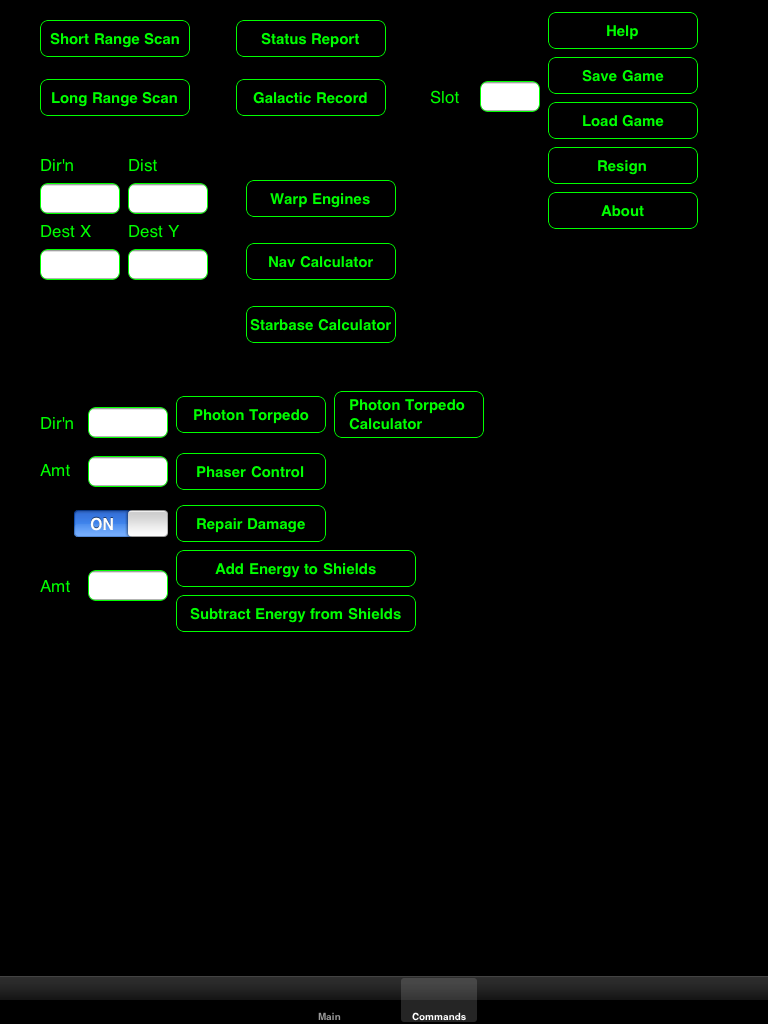 Short Range Scan
Status Report
Help
Save Game
Long Range Scan
Galactic Record
Slot
Load Game
Resign
About
Dir'n
Dist
Warp Engines
Dest X
Dest Y
Nav Calculator
Starbase Calculator
Dir'n
Photon Torpedo
Photon Torpedo
Calculator
Amt
Phaser Control
ON
Repair Damage
Add Energy to Shields
Amt
Subtract Energy from Shields
Main
Commands